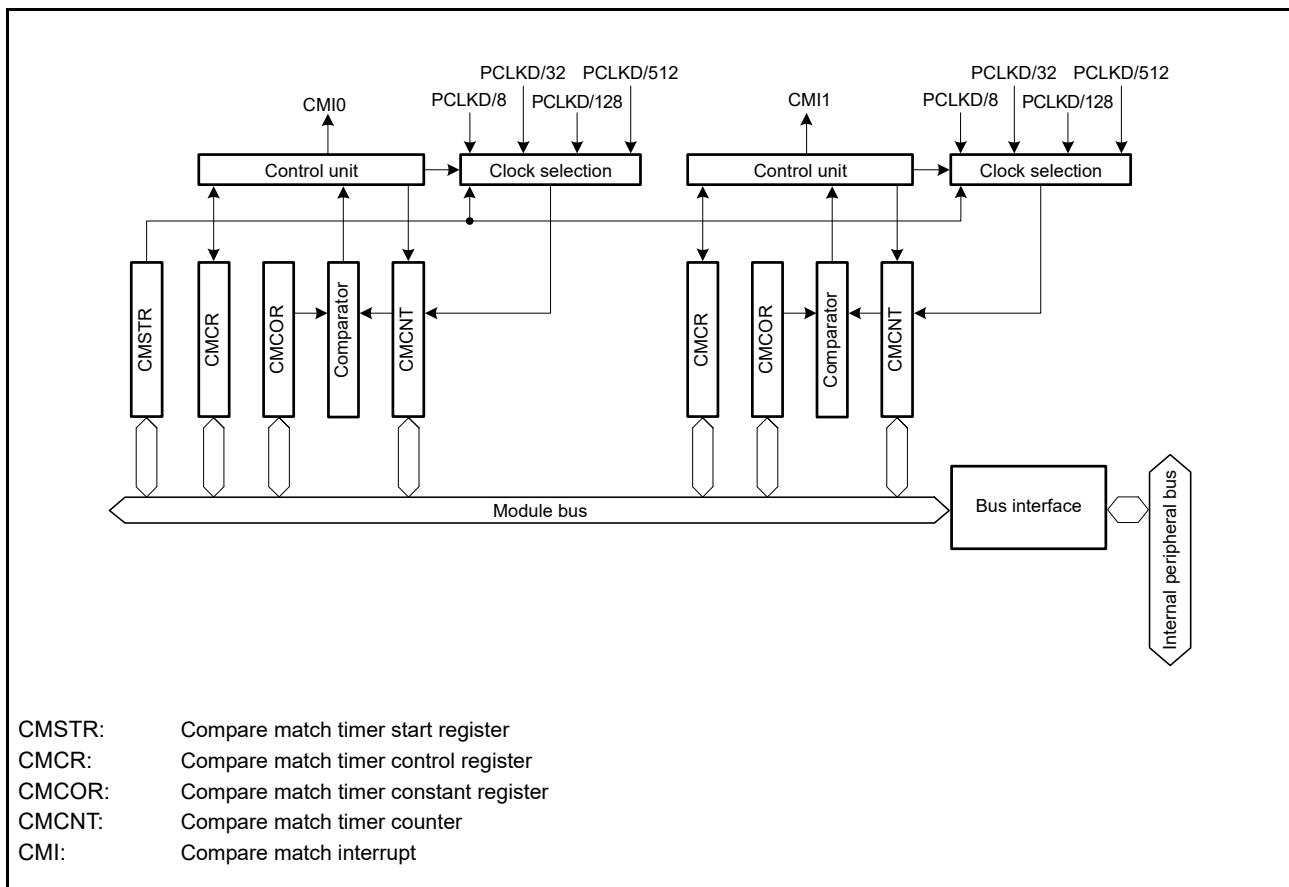 PCLKD/32 PCLKD/512
PCLKD/8 PCLKD/128
CMI0
PCLKD/32 PCLKD/512
PCLKD/8 PCLKD/128
CMI1
Control unit
Clock selection
Control unit
Clock selection
CMSTR
CMCR
CMCOR
Comparator
CMCNT
CMCR
CMCOR
Comparator
CMCNT
Module bus
Bus interface
Internal peripheral bus
CMSTR: Compare match timer start register
CMCR: Compare match timer control register
CMCOR: Compare match timer constant register
CMCNT: Compare match timer counter
CMI: Compare match interrupt